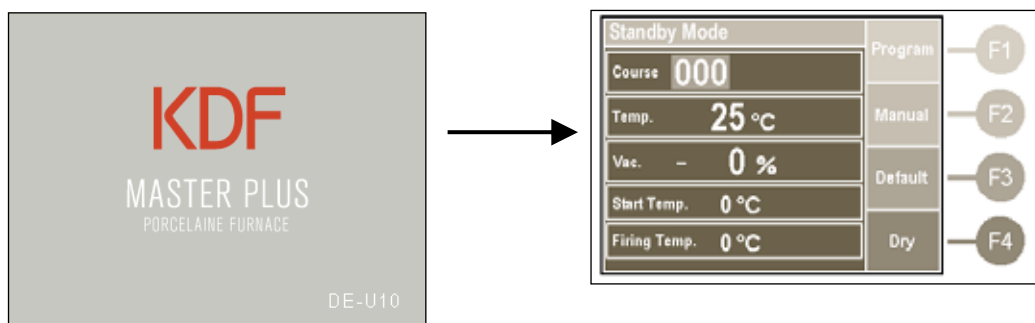 KDF
MASTER PLUS
PORCELAINE FURNACE
DE-U10
Standby Mode
Course 000
Temp. 25 °C
Vac. - 0 %
Start Temp. 0 °C
Firing Temp. 0 °C
Program F1
Manual F2
Default F3
Dry F4